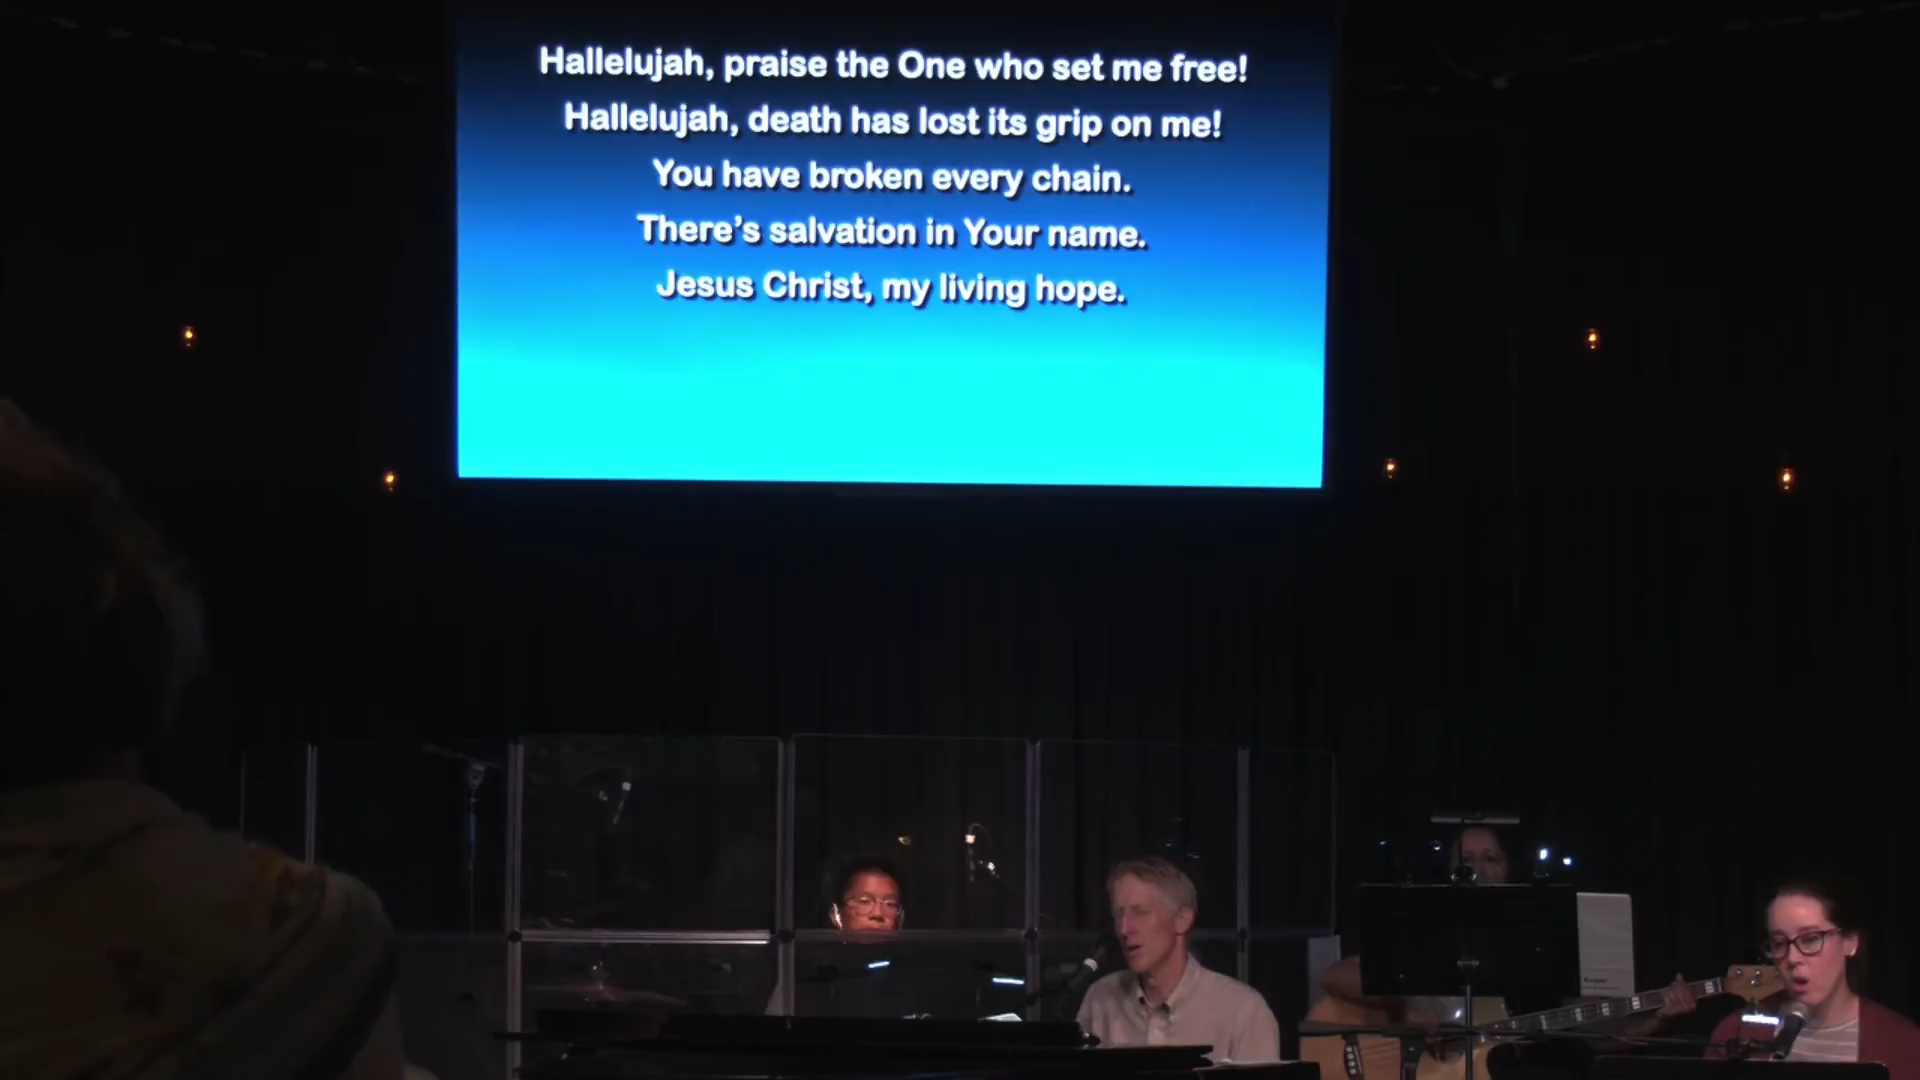 Hallelujah, praise the One who set me free!
Hallelujah, death has lost its grip on me!
You have broken every chain.
There's salvation in Your name.
Jesus Christ, my living hope.